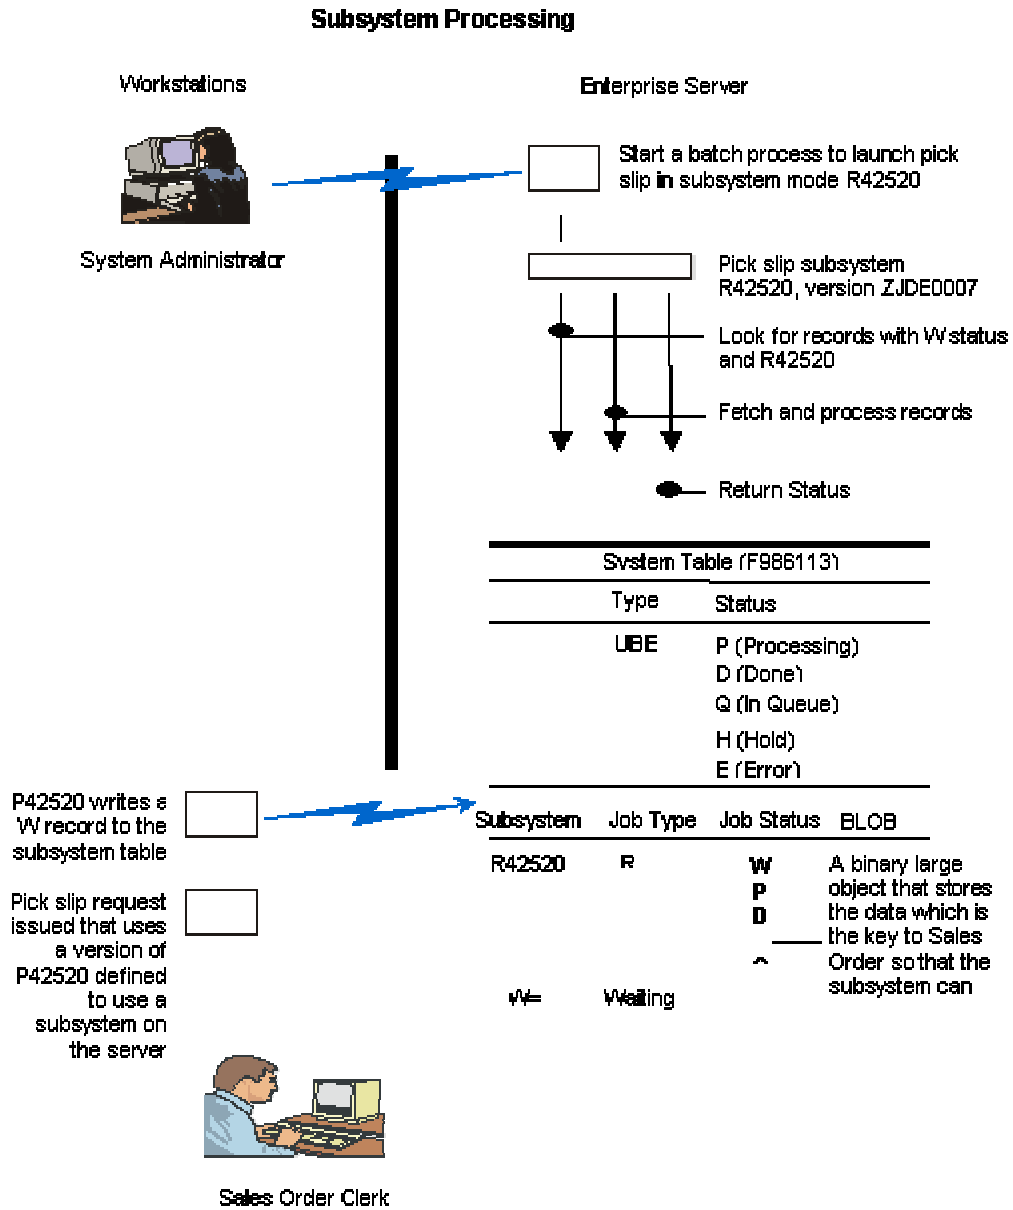 Subsystem Processing
Workstations
Enterprise Server
Start a batch process to launch pick
slip in subsystem mode R42520
System Administrator
Pick slip subsystem
R42520, version ZJDE0007
Look for records with W status
and R42520
Fetch and process records
Return Status
System Table (F986113)
Type Status
UBE P (Processing)
D (Done)
Q (In Queue)
H (Hold)
E (Error)
P42520 writes a
W record to the
subsystem table
Subsystem Job Type Job Status BLOB
R42520 R W A binary large
P object that stores
D the data which is
the key to Sales
Order so that the
subsystem can
W= Waiting
Pick slip request
issued that uses
a version of
P42520 defined
to use a
subsystem on
the server
Sales Order Clerk